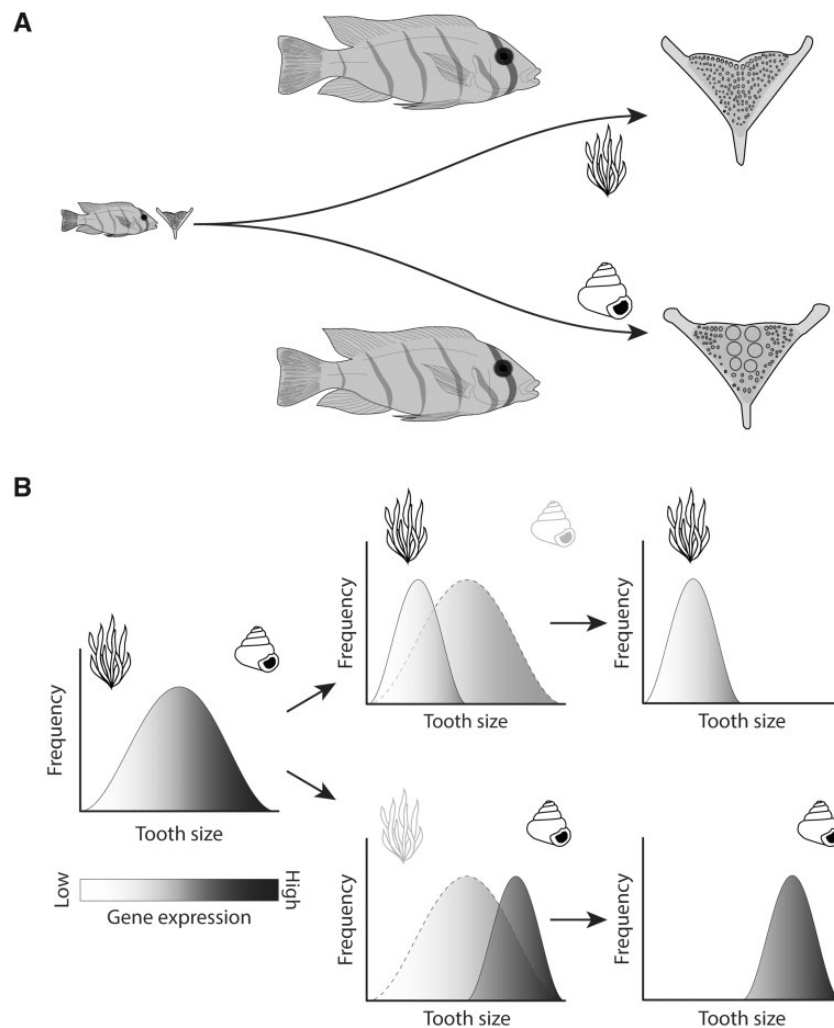 A
B
Frequency
Tooth size
Low
High
Gene expression
Frequency
Tooth size
Frequency
Tooth size
Frequency
Tooth size
Frequency
Tooth size